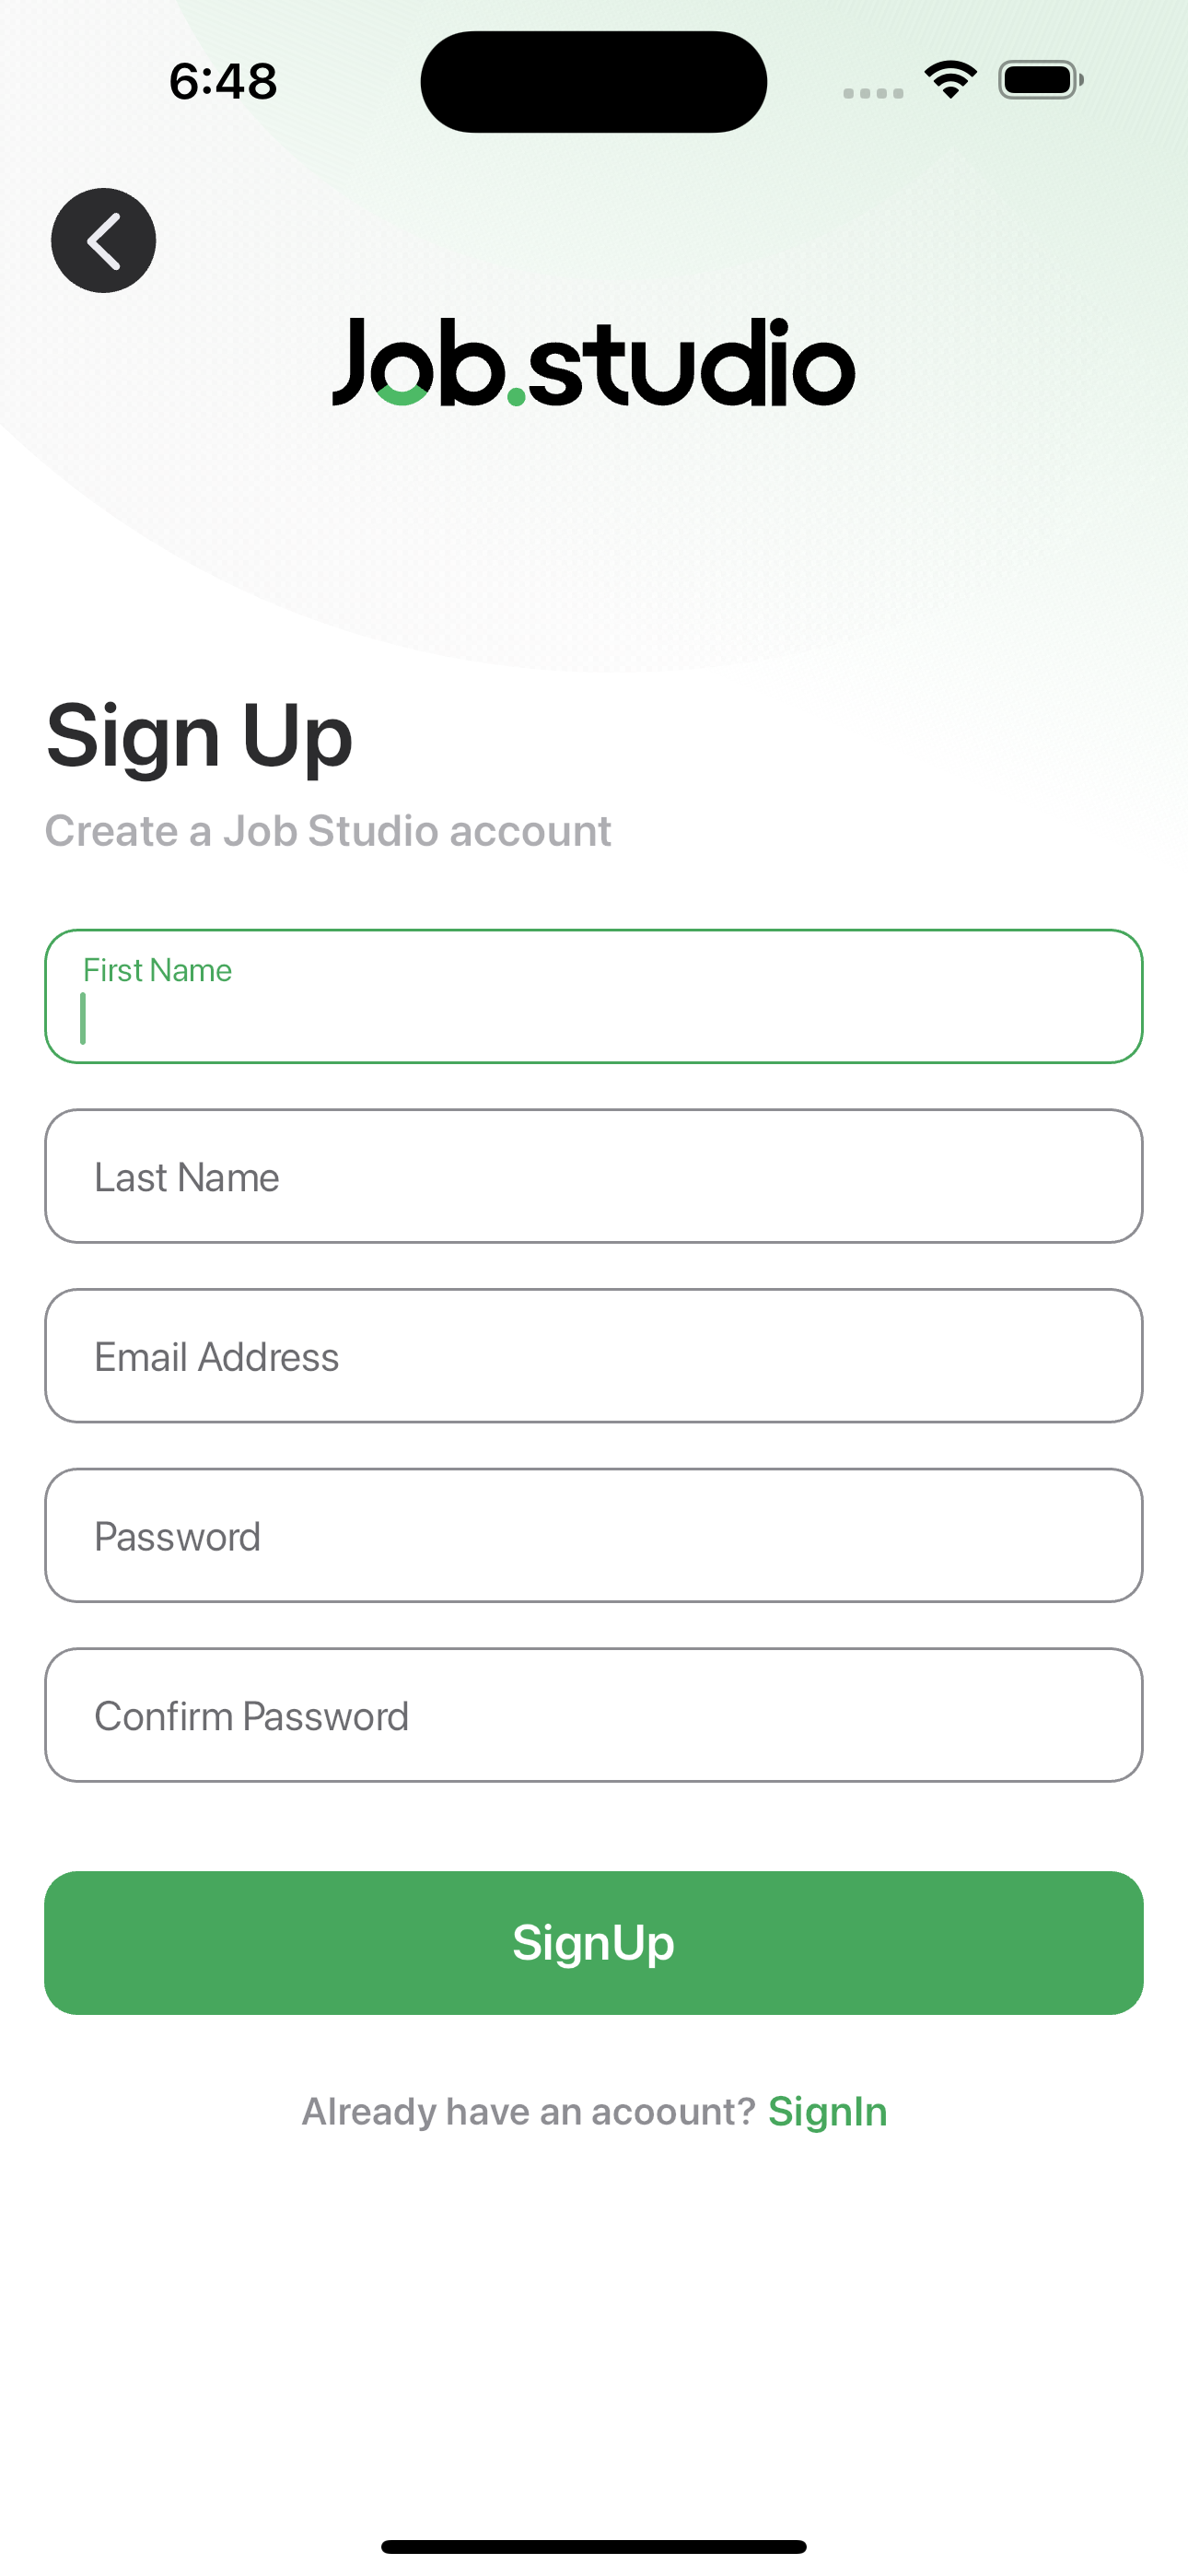 6:48
Job.studio
Sign Up
Create a Job Studio account
First Name
Last Name
Email Address
Password
Confirm Password
SignUp
Already have an acoount? SignIn